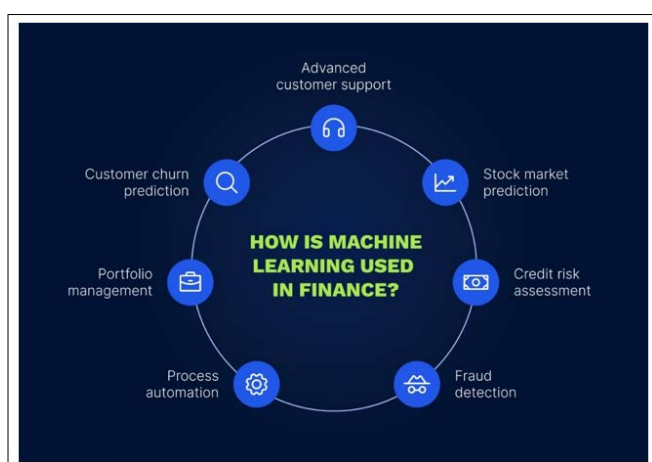 Advanced
customer support
Stock market
prediction
Credit risk
assessment
Fraud
detection
Process
automation
Portfolio
management
Customer churn
prediction
HOW IS MACHINE
LEARNING USED
IN FINANCE?